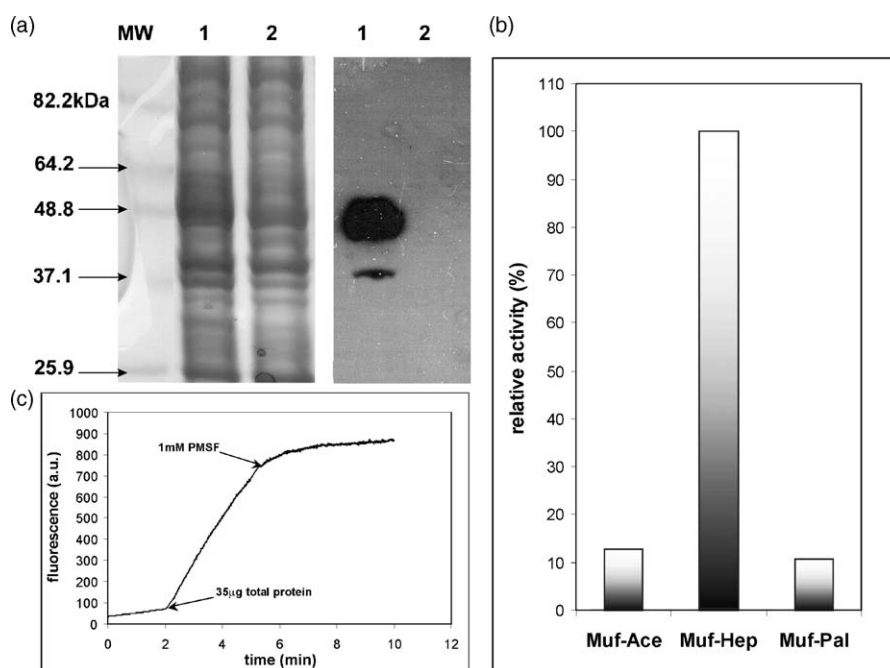 (a)
MW 1 2 1 2
82.2kDa
64.2
48.8
37.1
25.9
(b)
110
100
90
80
70
60
50
40
30
20
10
0
relative activity (%)
Muf-Ace Muf-Hep Muf-Pal
(c)
1000
900
800
700
600
500
400
300
200
100
0
fluorescence (a.u.)
1mM PMSF
35μg total protein
0 2 4 6 8 10 12
time (min)